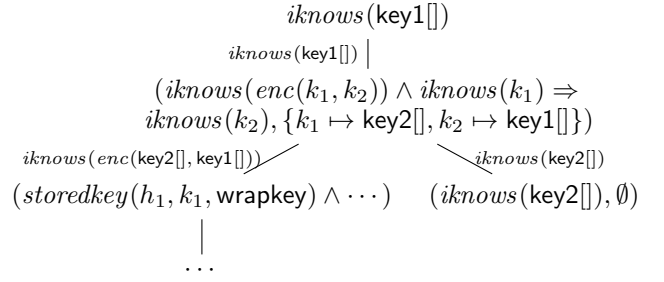 iknows(key1[])
iknows(key1[])
(iknows(enc(k₁, k₂)) ∧ iknows(k₁) ⇒
iknows(k₂), {k₁ ↦ key2[], k₂ ↦ key1[]})
iknows(enc(key2[], key1[])) iknows(key2[])
(storedkey(h₁, k₁, wrapkey) ∧ ⋯) (iknows(key2[]), ∅)
⋯